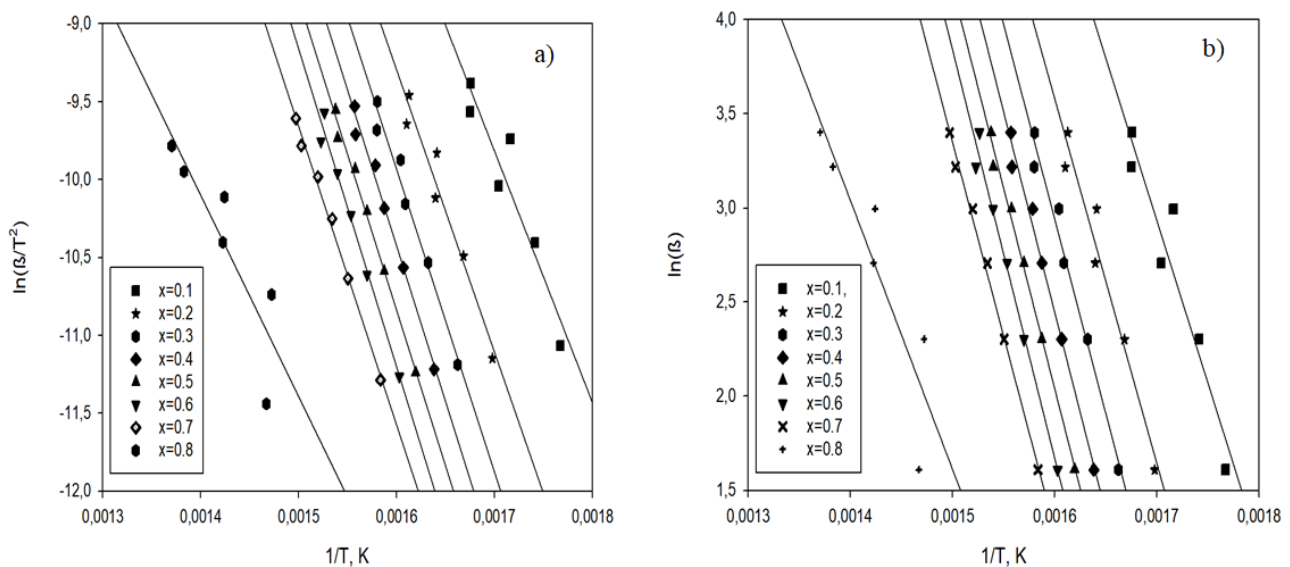 a)
-9,0
-9,5
-10,0
-10,5
-11,0
-11,5
-12,0
ln(ß/T²)
x=0.1
x=0.2
x=0.3
x=0.4
x=0.5
x=0.6
x=0.7
x=0.8
0,0013 0,0014 0,0015 0,0016 0,0017 0,0018
1/T, K
b)
4,0
3,5
3,0
2,5
2,0
1,5
ln(ß)
x=0.1,
x=0.2
x=0.3
x=0.4
x=0.5
x=0.6
x=0.7
x=0.8
0,0013 0,0014 0,0015 0,0016 0,0017 0,0018
1/T, K